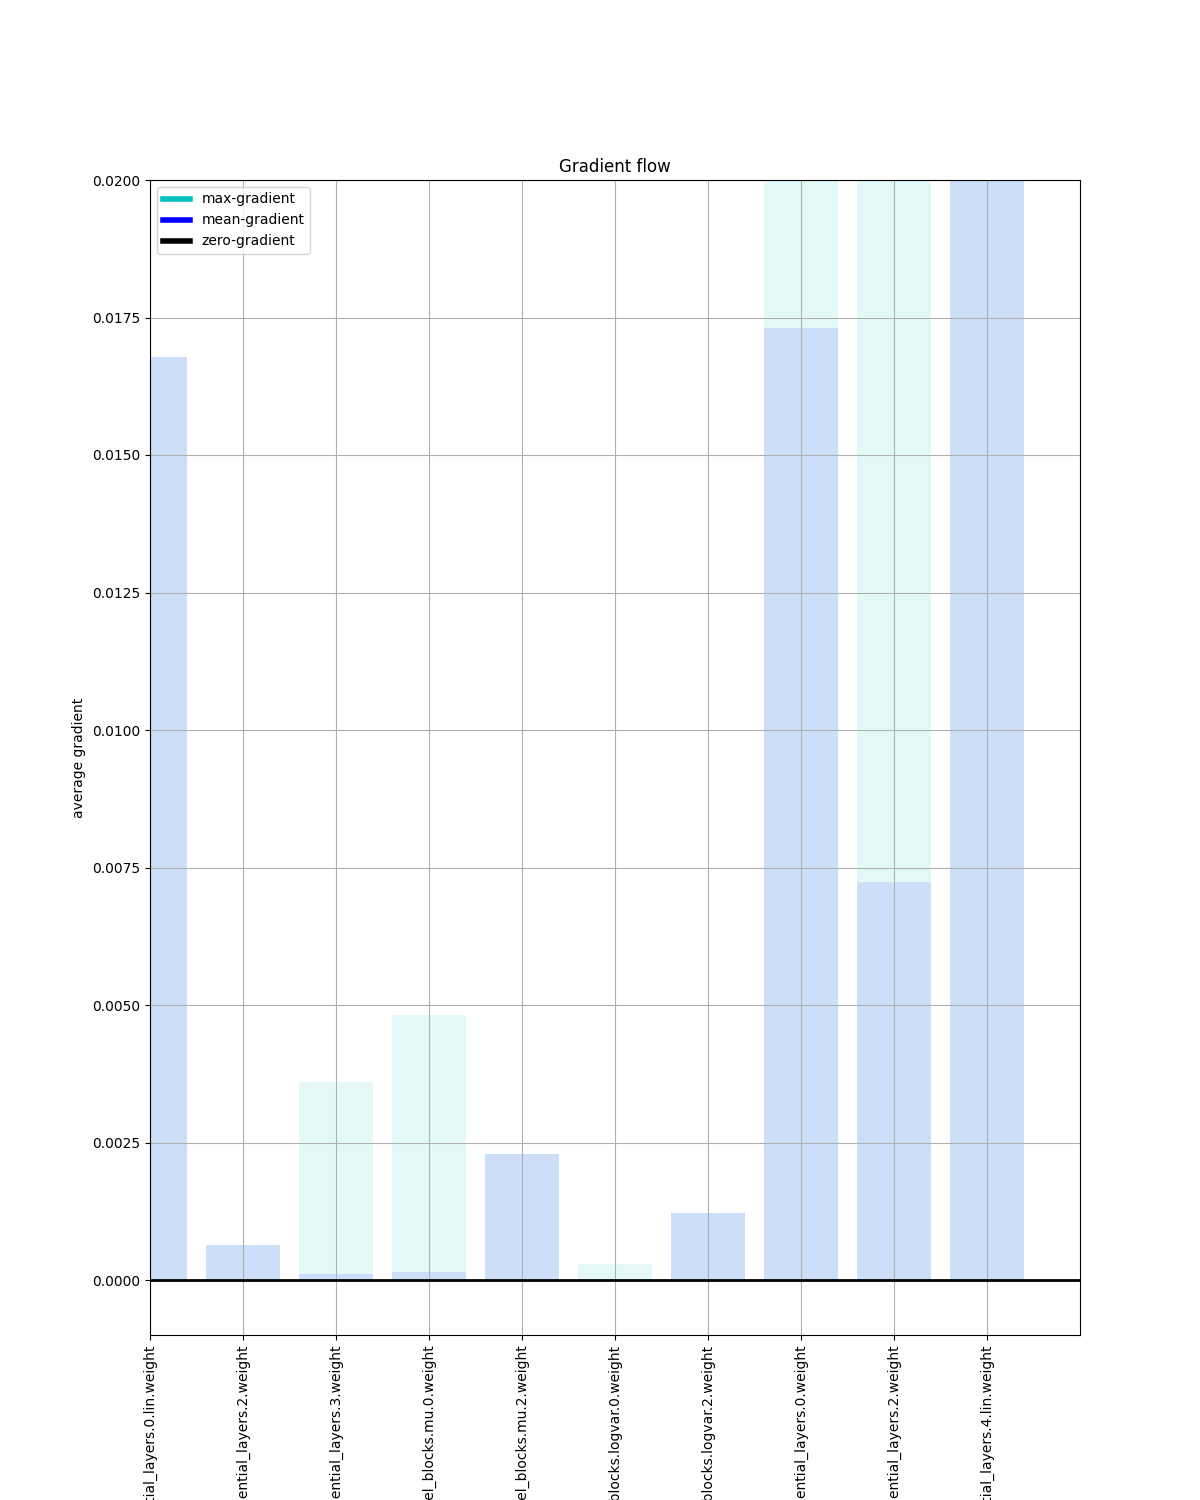 Gradient flow
max-gradient
mean-gradient
zero-gradient
0.0200
0.0175
0.0150
0.0125
0.0100
0.0075
0.0050
0.0025
0.0000
average gradient
tial_layers.0.lin.weight
ential_layers.2.weight
ential_layers.3.weight
el_blocks.mu.0.weight
el_blocks.mu.2.weight
blocks.logvar.0.weight
blocks.logvar.2.weight
ential_layers.0.weight
ential_layers.2.weight
tial_layers.4.lin.weight